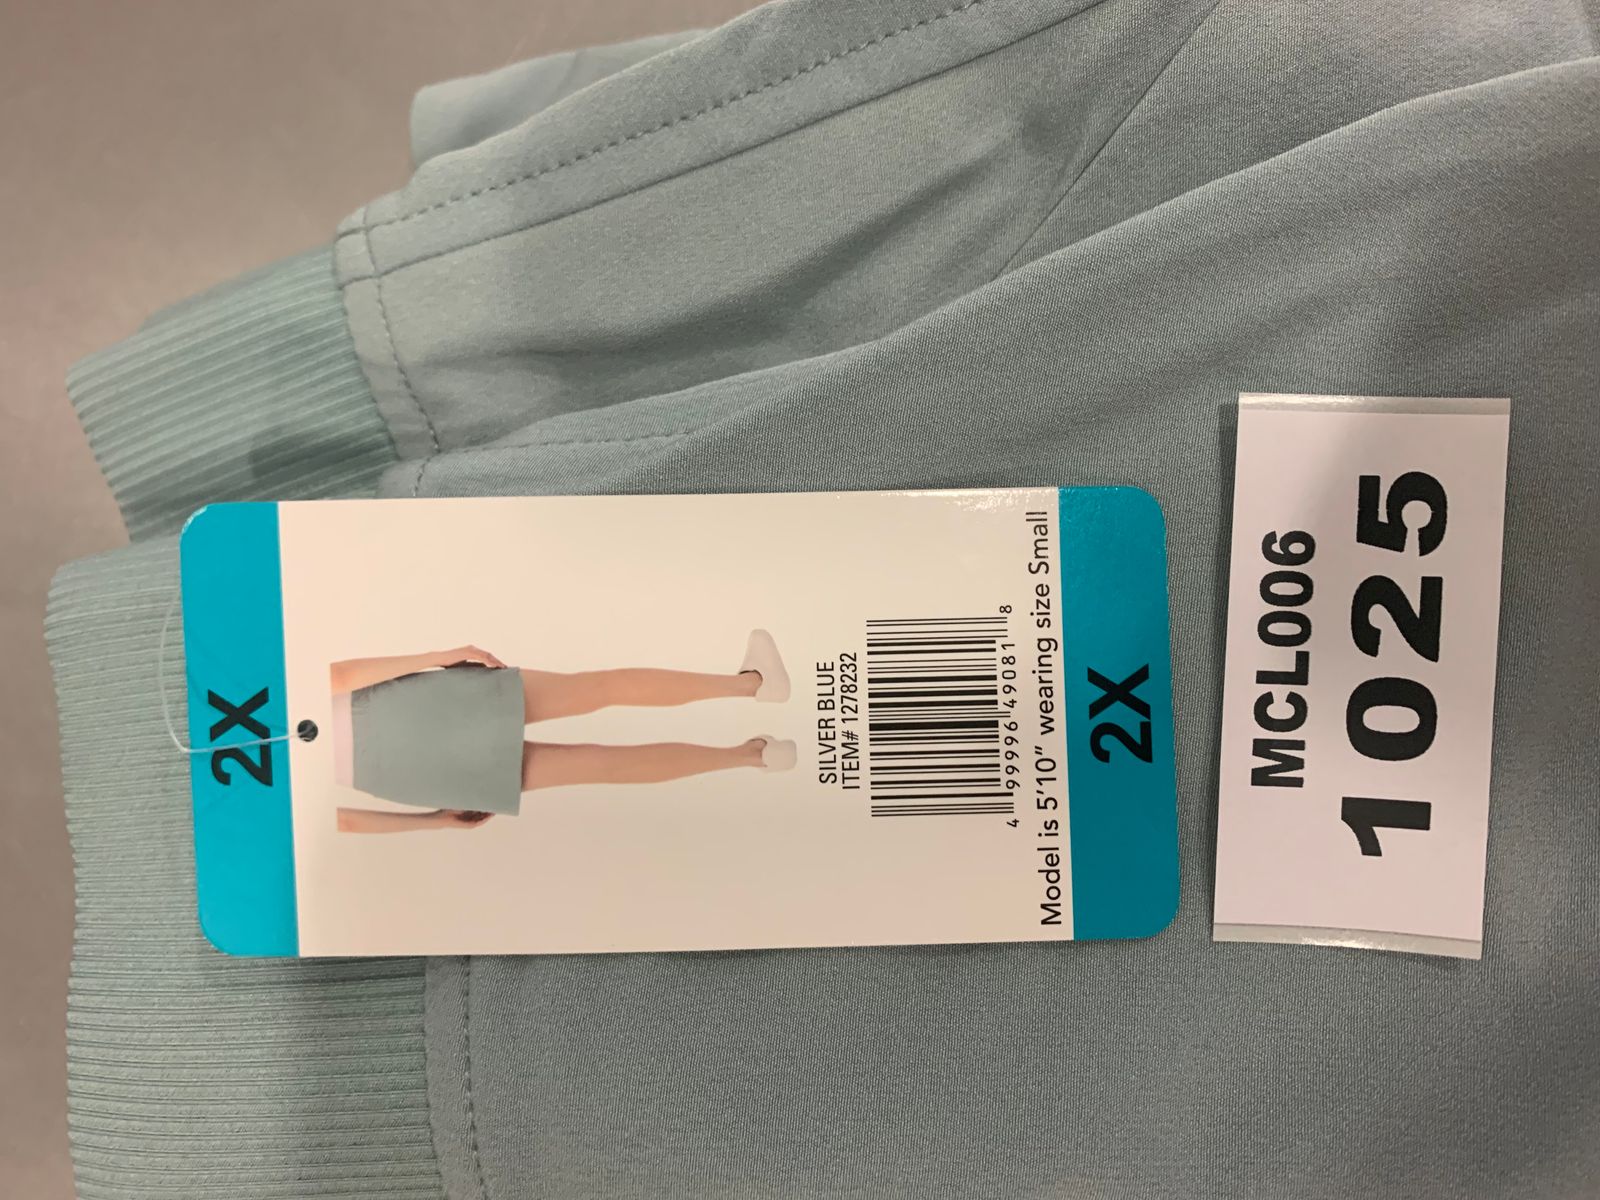 2X
SILVER BLUE
ITEM# 1278232
4 99996 49081 8
Model is 5'10" wearing size Small
2X
MCL006
1025